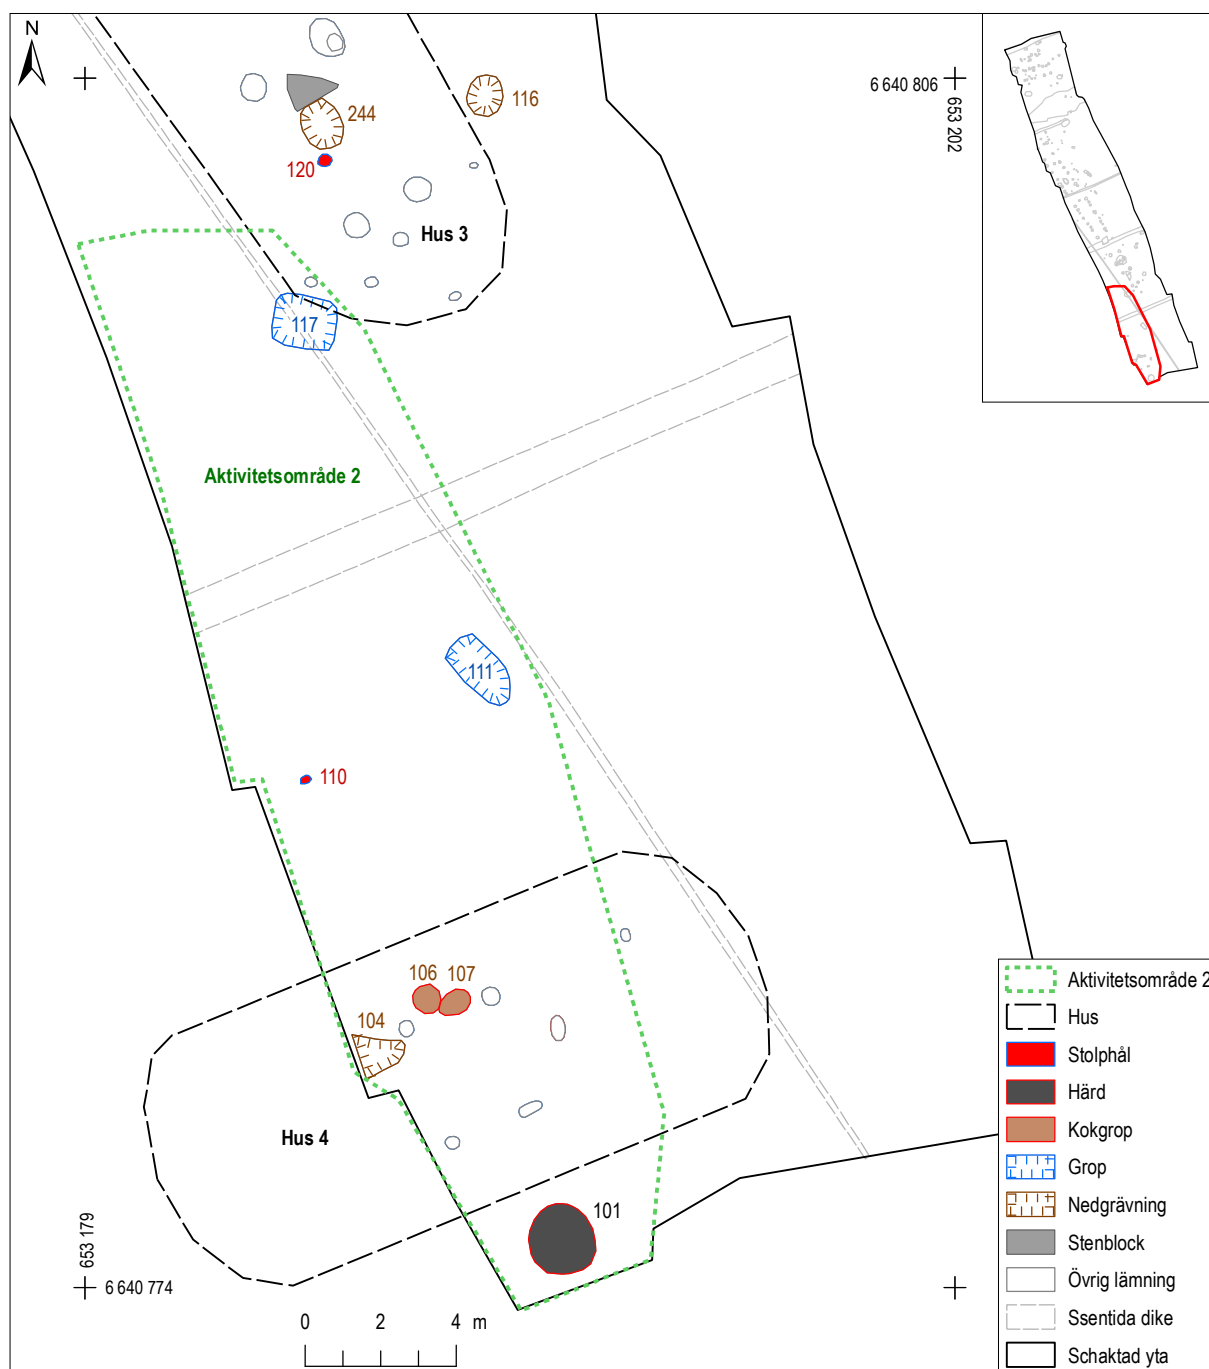 N
6 640 806
653 202
116
244
120
Hus 3
117
Aktivitetsområde 2
111
110
106 107
104
Hus 4
101
653 179
6 640 774
0 2 4 m
Aktivitetsområde 2
Hus
Stolphål
Härd
Kokgrop
Grop
Nedgrävning
Stenblock
Övrig lämning
Ssentida dike
Schaktad yta